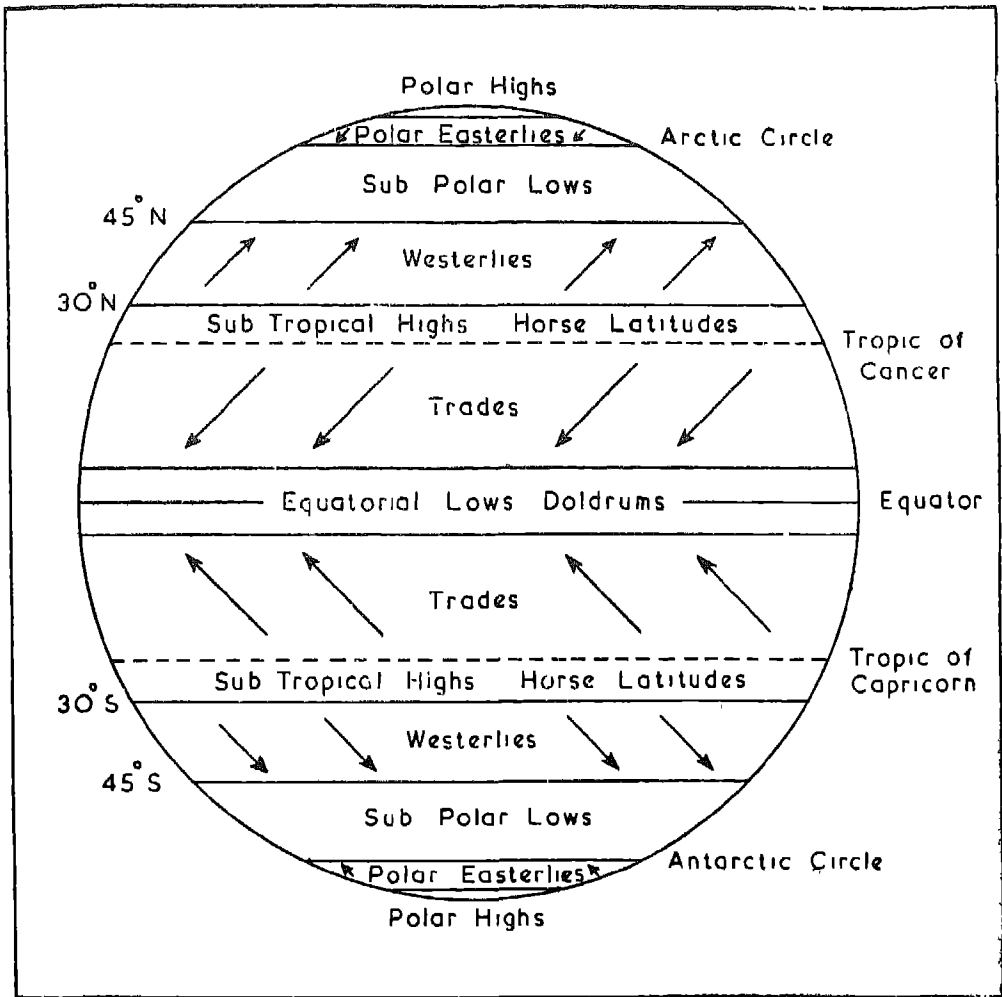 Polar Highs
Polar Easterlies
Arctic Circle
Sub Polar Lows
45°N
Westerlies
30°N
Sub Tropical Highs Horse Latitudes
Tropic of
Cancer
Trades
Equatorial Lows Doldrums
Equator
Trades
Tropic of
Capricorn
Sub Tropical Highs Horse Latitudes
30°S
Westerlies
45°S
Sub Polar Lows
Antarctic Circle
Polar Easterlies
Polar Highs